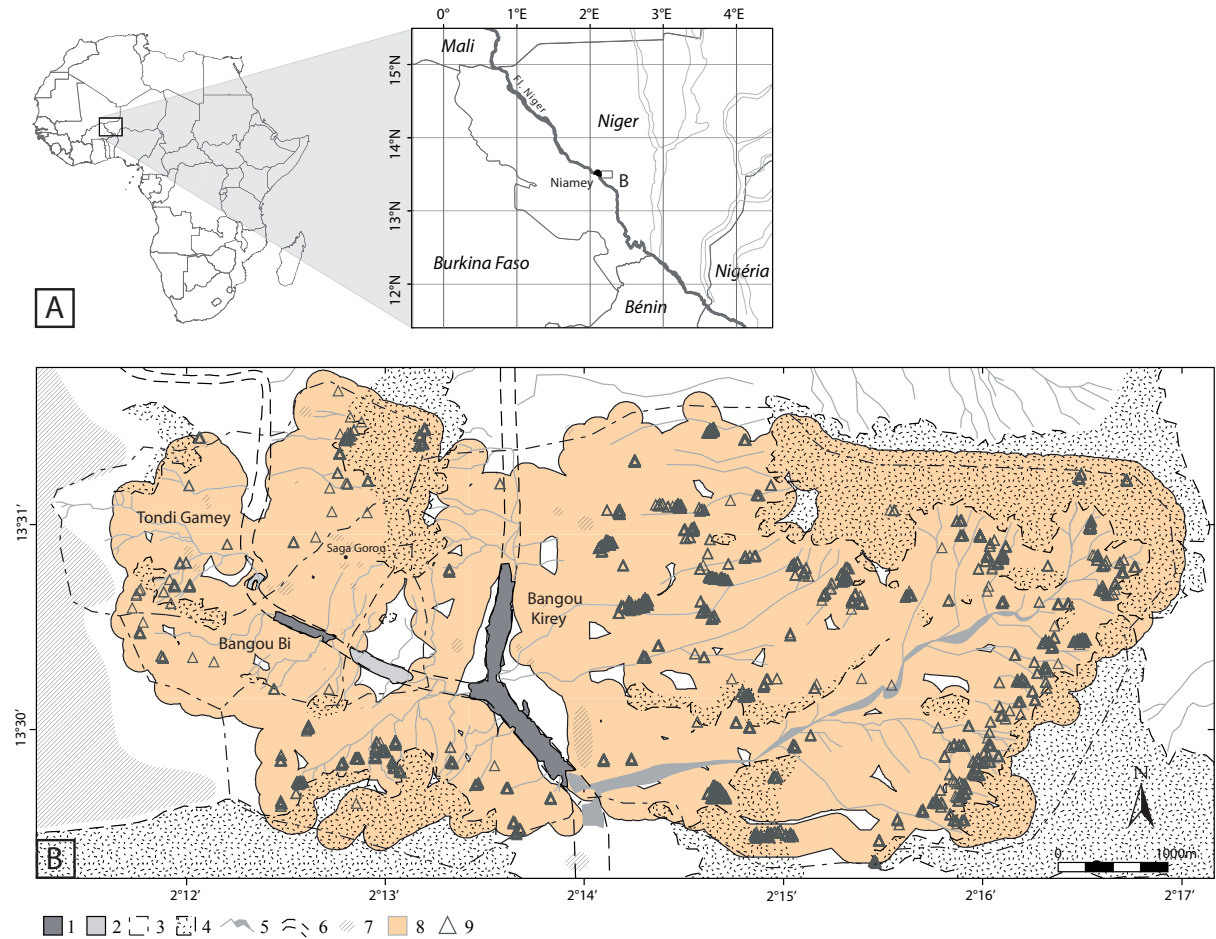 0° 1°E 2°E 3°E 4°E
Mali
15°N
Fl. Niger
Niger
14°N
Niamey
B
13°N
Burkina Faso
Nigéria
12°N
Bénin
A
Tondi Gamey
13°31'
Saga Gorou
Bangou
Kirey
Bangou Bi
13°30'
N
0 1000m
B
2°12' 2°13' 2°14' 2°15' 2°16' 2°17'
1 2 3 4 5 6 7 8 9